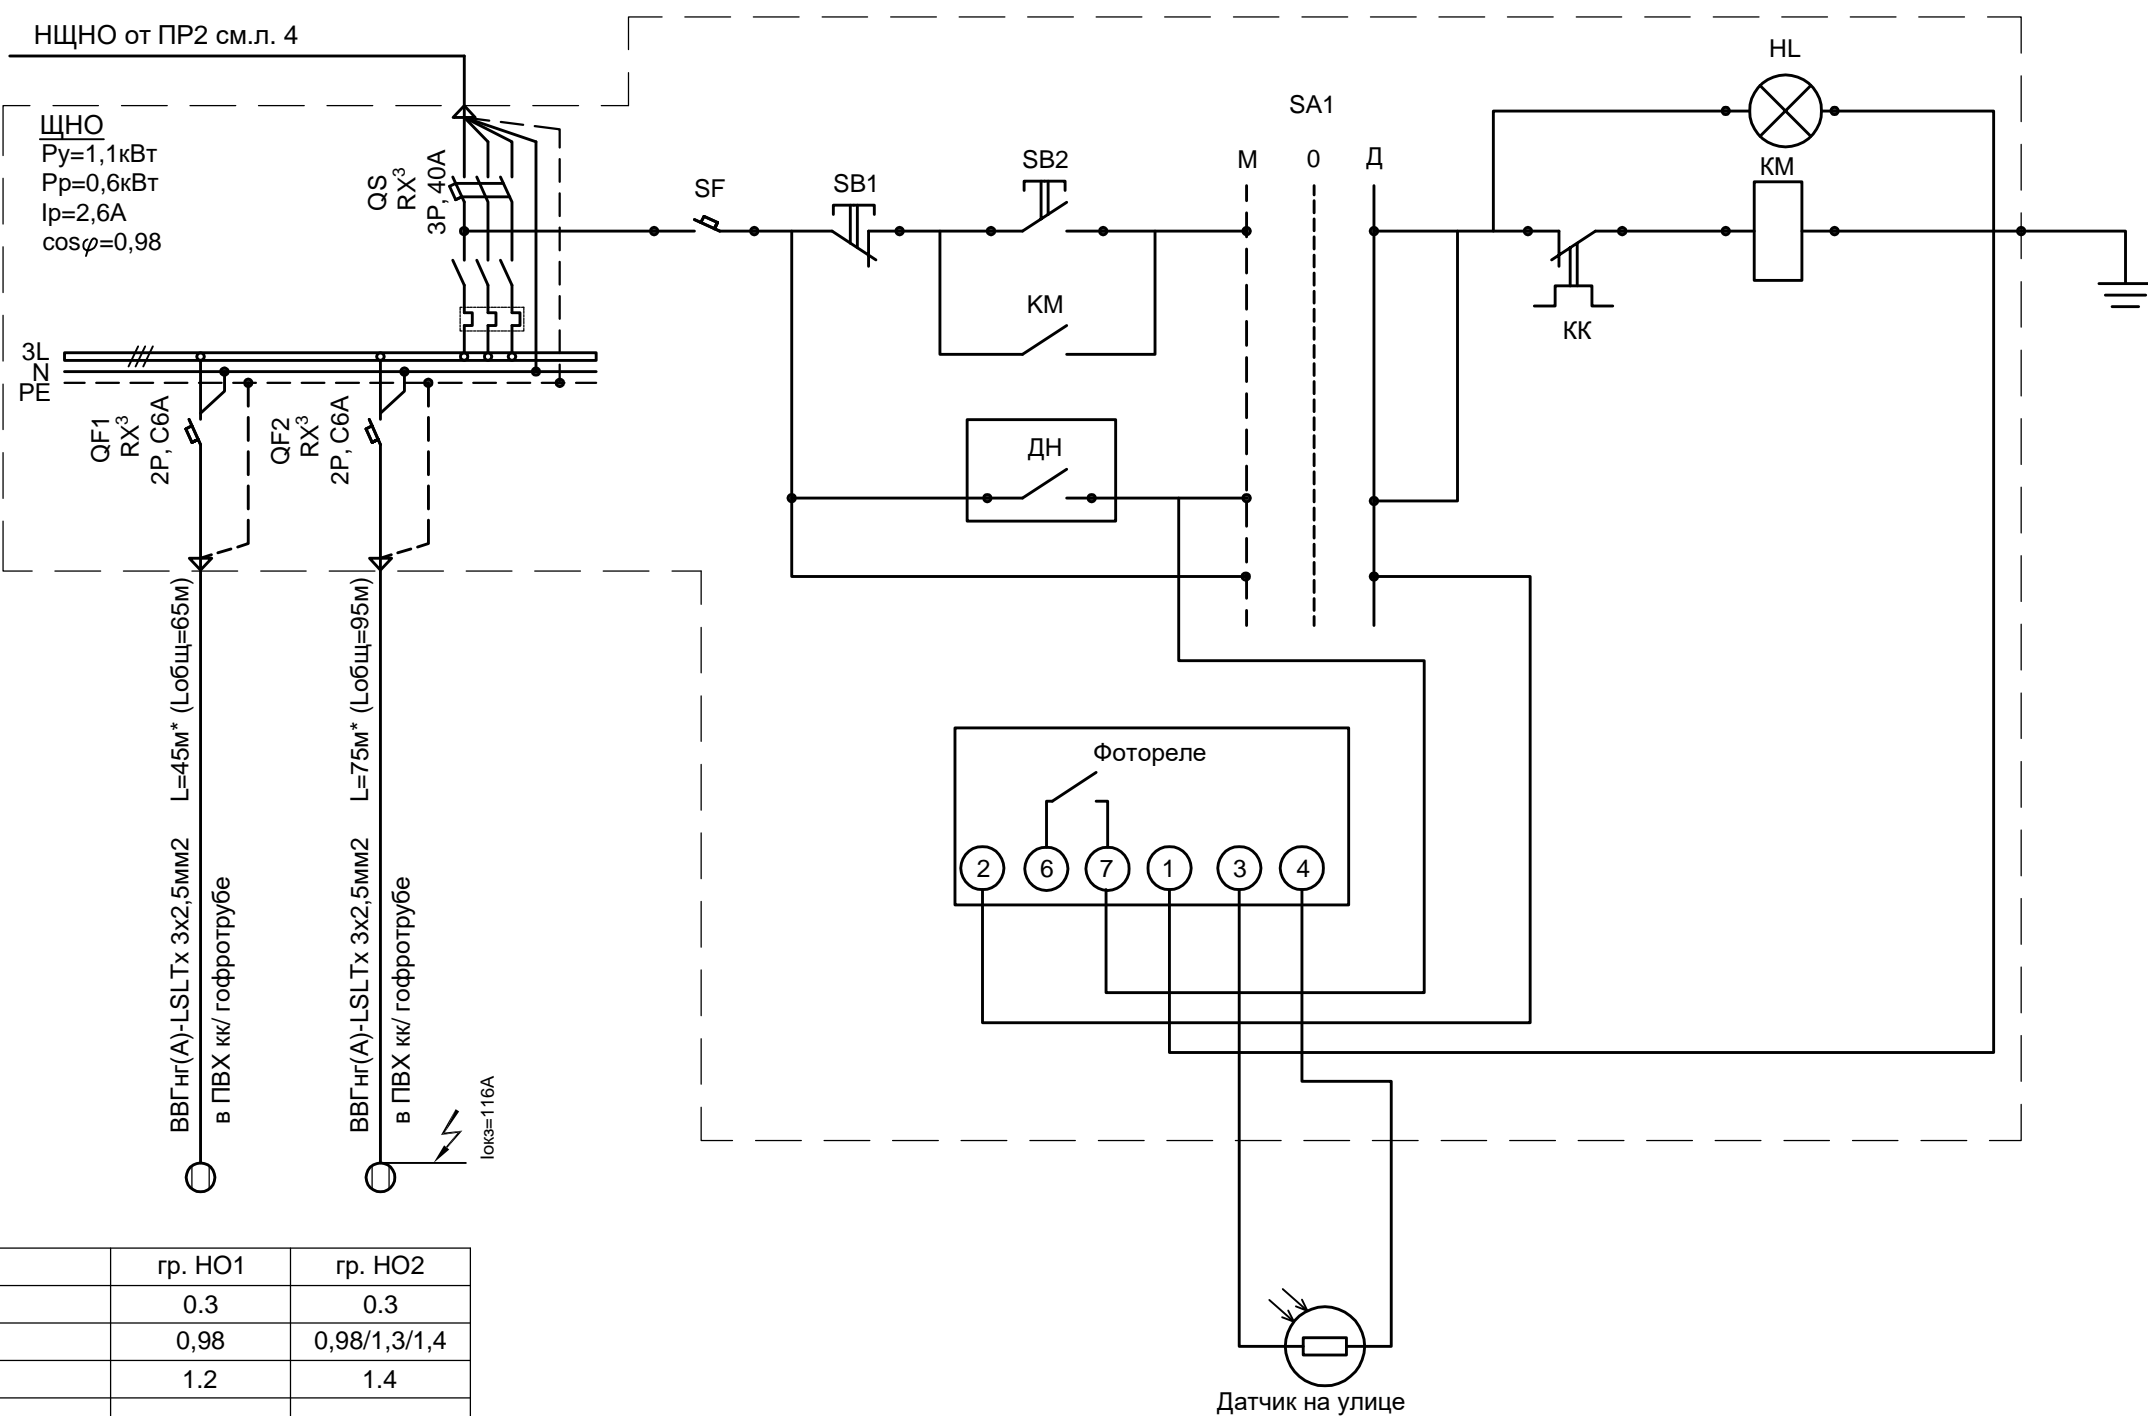 НЩНО от ПР2 см.л. 4
ЩНО
Ру=1,1кВт
Рр=0,6кВт
Iр=2,6А
cosφ=0,98
QS
RX³
3P, 40A
SF
SB1
SB2
KM
ДН
SA1
М 0 Д
HL
КМ
КК
3L
N
PE
QF1
RX³
2P, C6A
QF2
RX³
2P, C6A
ВВГнг(А)-LSLTx 3x2,5мм2 L=45м* (Lобщ=65м)
в ПВХ кк/ гофротрубе
ВВГнг(А)-LSLTx 3x2,5мм2 L=75м* (Lобщ=95м)
в ПВХ кк/ гофротрубе
Iокз=116А
Фотореле
2 6 7 1 3 4
Датчик на улице
гр. НО1 гр. НО2
0.3 0.3
0,98 0,98/1,3/1,4
1.2 1.4